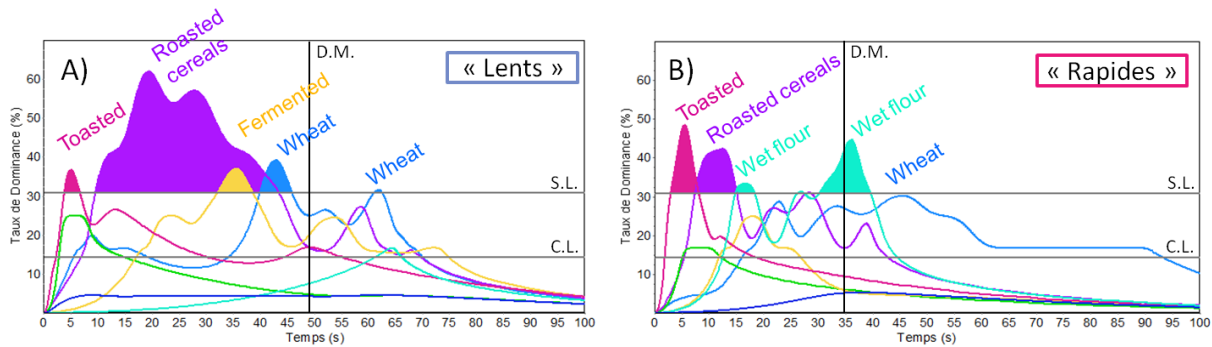 A)
Roasted
cereals
Toasted
Fermented
Wheat
Wheat
D.M.
« Lents »
S.L.
C.L.
Taux de Dominance (%)
60
50
40
30
20
10
0 5 10 15 20 25 30 35 40 45 50 55 60 65 70 75 80 85 90 95 100
Temps (s)
B)
Toasted
Roasted cereals
Wet flour
Wet flour
Wheat
D.M.
« Rapides »
S.L.
C.L.
Taux de Dominance (%)
60
50
40
30
20
10
0 5 10 15 20 25 30 35 40 45 50 55 60 65 70 75 80 85 90 95 100
Temps (s)